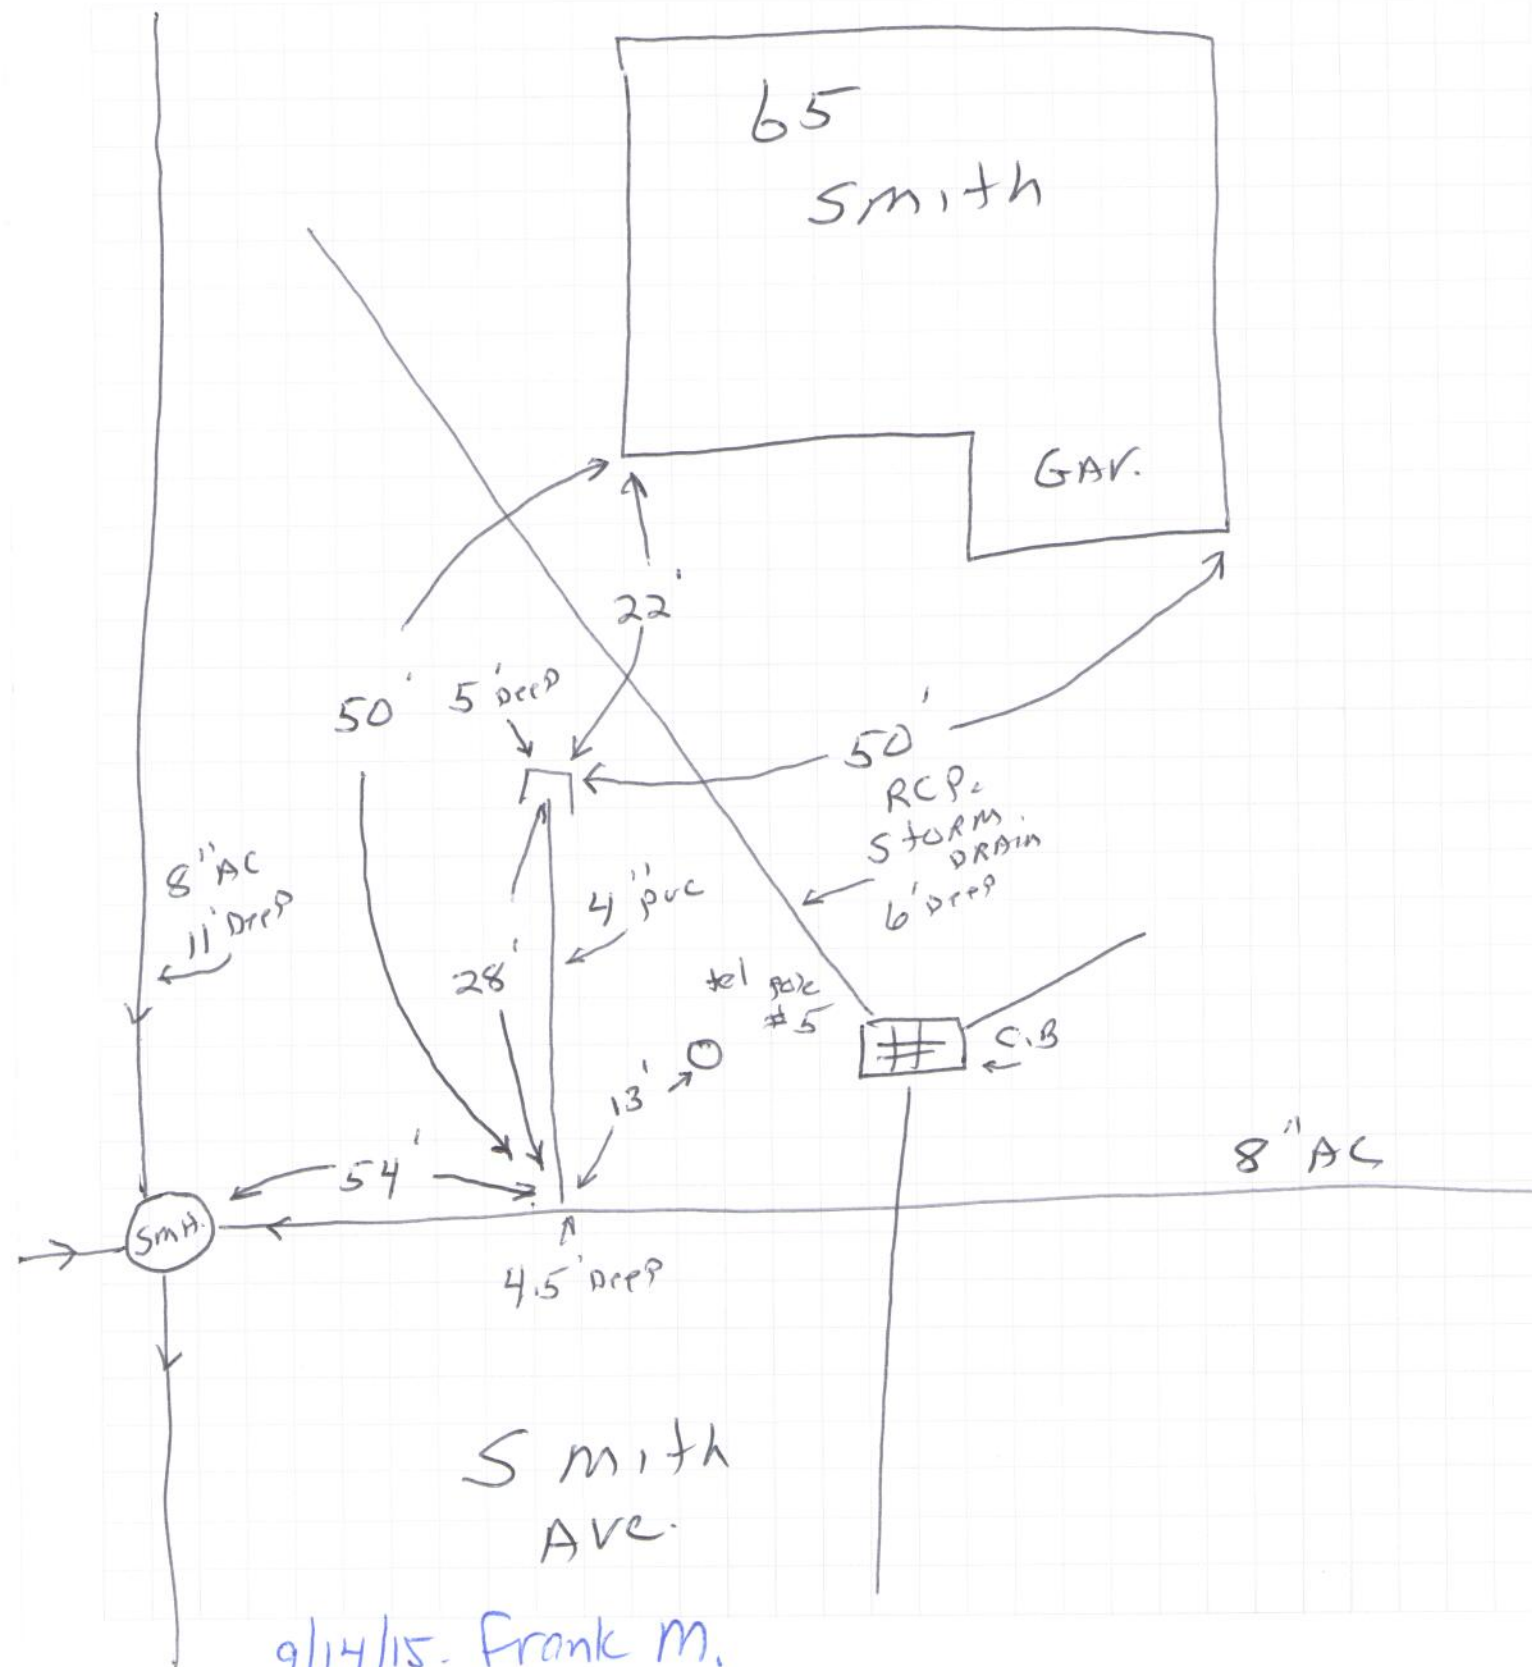 65
Smith
GAr.
22'
50'
5' Deep
50'
RCP.
STORM
DRAIN
6' Deep
8" AC
11' Deep
4" PVC
28'
tel pole
#5
C.B
13'
8" AC
54'
SMH.
4.5' Deep
Smith
Ave.
9/14/15. Frank M.